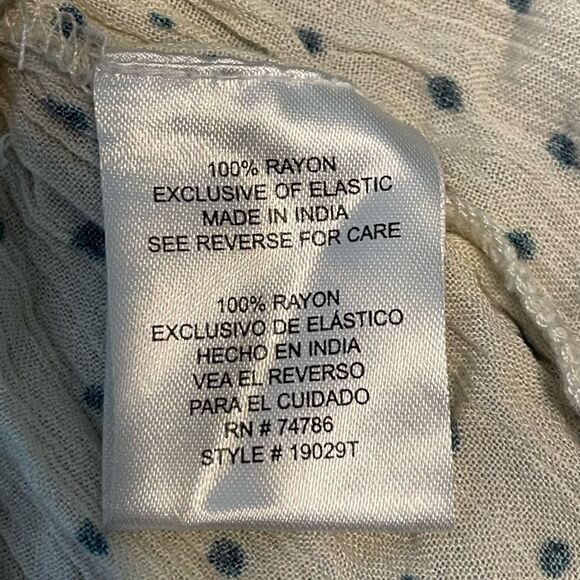 100% RAYON
EXCLUSIVE OF ELASTIC
MADE IN INDIA
SEE REVERSE FOR CARE
100% RAYON
EXCLUSIVO DE ELÁSTICO
HECHO EN INDIA
VEA EL REVERSO
PARA EL CUIDADO
RN # 74786
STYLE # 19029T